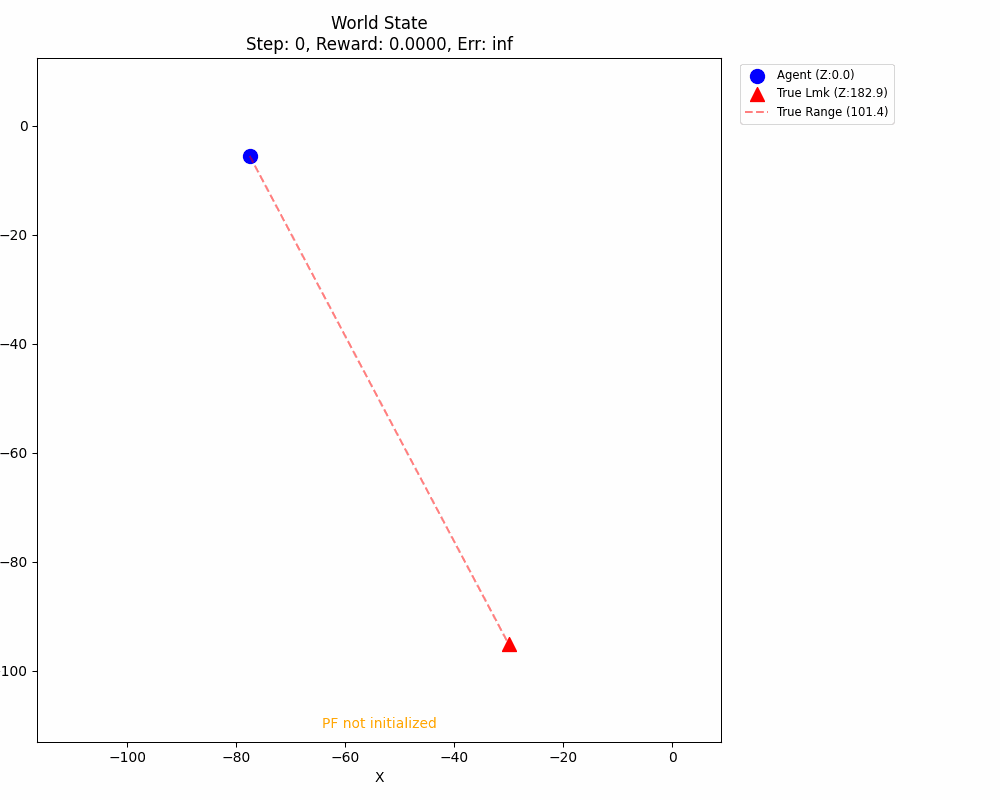 World State
Step: 0, Reward: 0.0000, Err: inf
Agent (Z:0.0)
True Lmk (Z:182.9)
True Range (101.4)
0
−20
−40
−60
−80
100
PF not initialized
−100
−80
−60
−40
−20
0
X